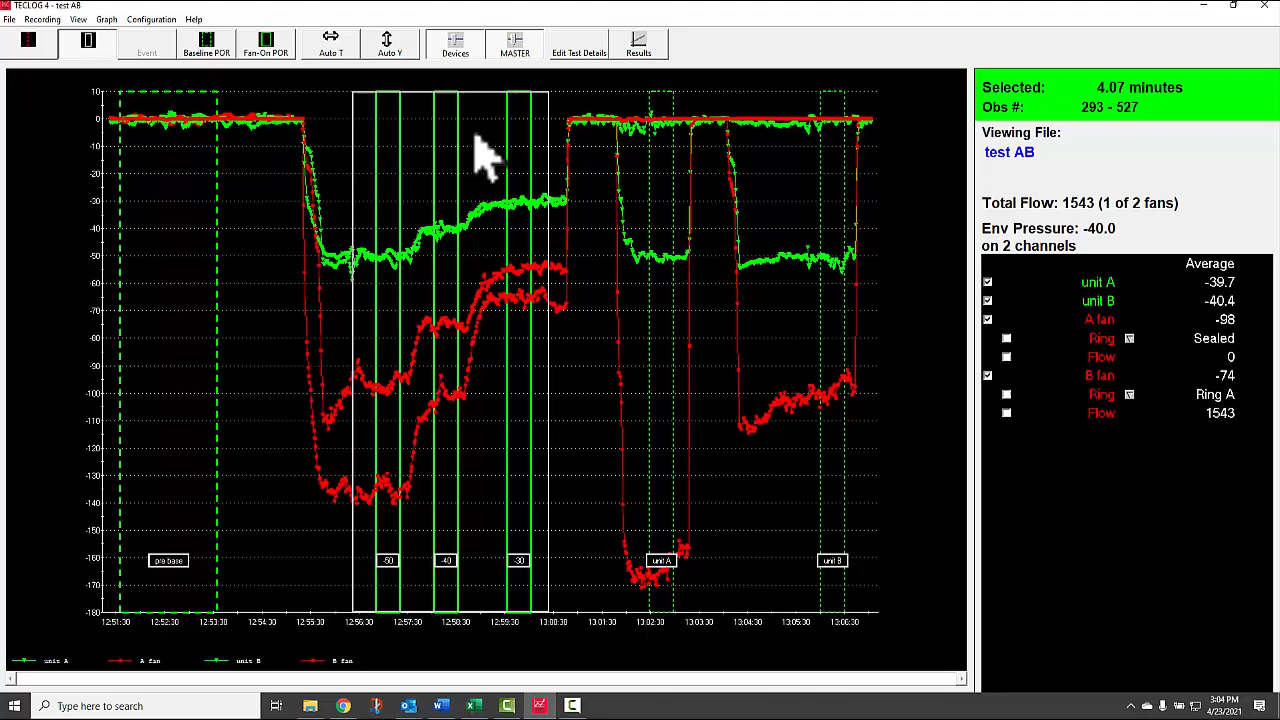 TECLOG 4 - test AB
File Recording View Graph Configuration Help
Event Baseline POR Fan-On POR Auto T Auto Y Devices MASTER Edit Test Details Results
Selected: 4.07 minutes
Obs #: 293 - 527
Viewing File:
test AB
Total Flow: 1543 (1 of 2 fans)
Env Pressure: -40.0
on 2 channels
Average
unit A -39.7
unit B -40.4
A fan -98
Ring Sealed
Flow 0
B fan -74
Ring Ring A
Flow 1543
10
0
-10
-20
-30
-40
-50
-60
-70
-80
-90
-100
-110
-120
-130
-140
-150
-160
-170
-180
pre base -50 -40 -30 unit A unit B
12:51:30 12:52:30 12:53:30 12:54:30 12:55:30 12:56:30 12:57:30 12:58:30 12:59:30 13:00:30 13:01:30 13:02:30 13:03:30 13:04:30 13:05:30 13:06:30
unit A A fan unit B B fan
Type here to search
3:04 PM
4/23/2021